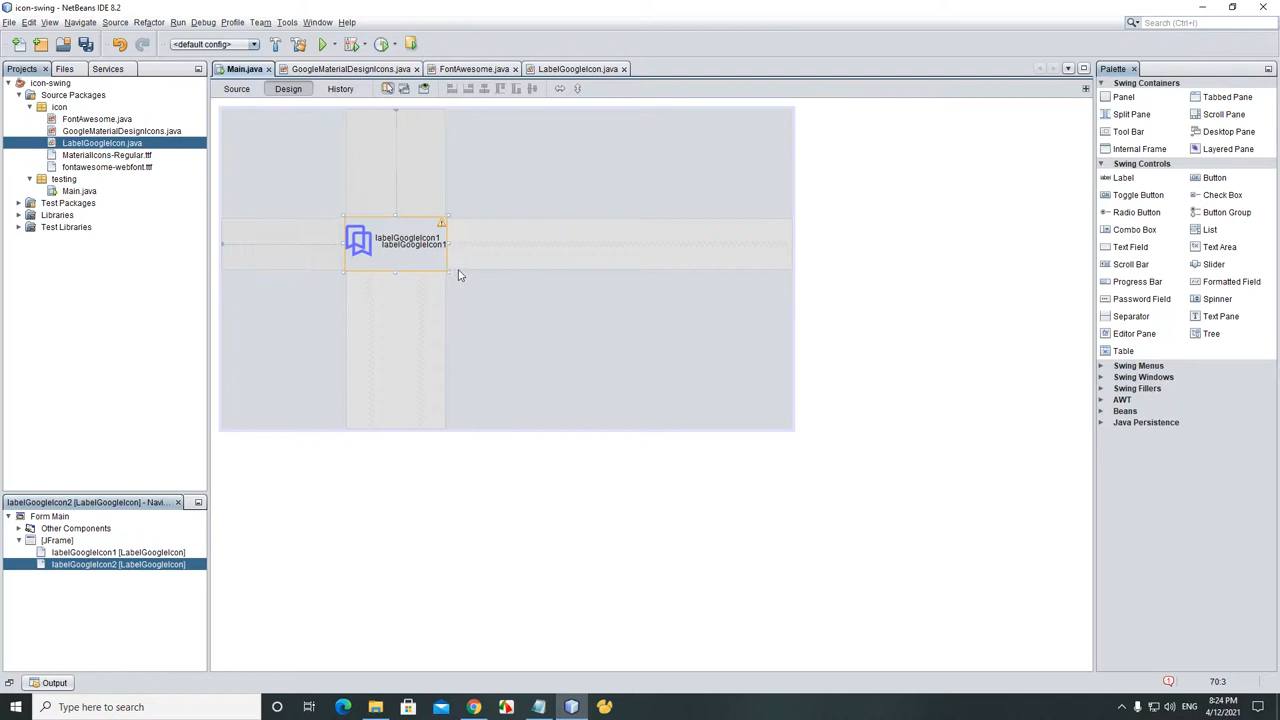 icon-swing - NetBeans IDE 8.2
File Edit View Navigate Source Refactor Run Debug Profile Team Tools Window Help
Search (Ctrl+I)
<default config>
Projects Files Services
Main.java GoogleMaterialDesignIcons.java FontAwesome.java LabelGoogleIcon.java
Palette
icon-swing
Source Packages
icon
FontAwesome.java
GoogleMaterialDesignIcons.java
LabelGoogleIcon.java
MaterialIcons-Regular.ttf
fontawesome-webfont.ttf
testing
Main.java
Test Packages
Libraries
Test Libraries
Source Design History
labelGoogleIcon1
labelGoogleIcon1
Swing Containers
Panel Tabbed Pane
Split Pane Scroll Pane
Tool Bar Desktop Pane
Internal Frame Layered Pane
Swing Controls
Label Button
Toggle Button Check Box
Radio Button Button Group
Combo Box List
Text Field Text Area
Scroll Bar Slider
Progress Bar Formatted Field
Password Field Spinner
Separator Text Pane
Editor Pane Tree
Table
Swing Menus
Swing Windows
Swing Fillers
AWT
Beans
Java Persistence
labelGoogleIcon2 [LabelGoogleIcon] - Navi...
Form Main
Other Components
[JFrame]
labelGoogleIcon1 [LabelGoogleIcon]
labelGoogleIcon2 [LabelGoogleIcon]
Output
70:3
Type here to search
ENG
8:24 PM
4/12/2021